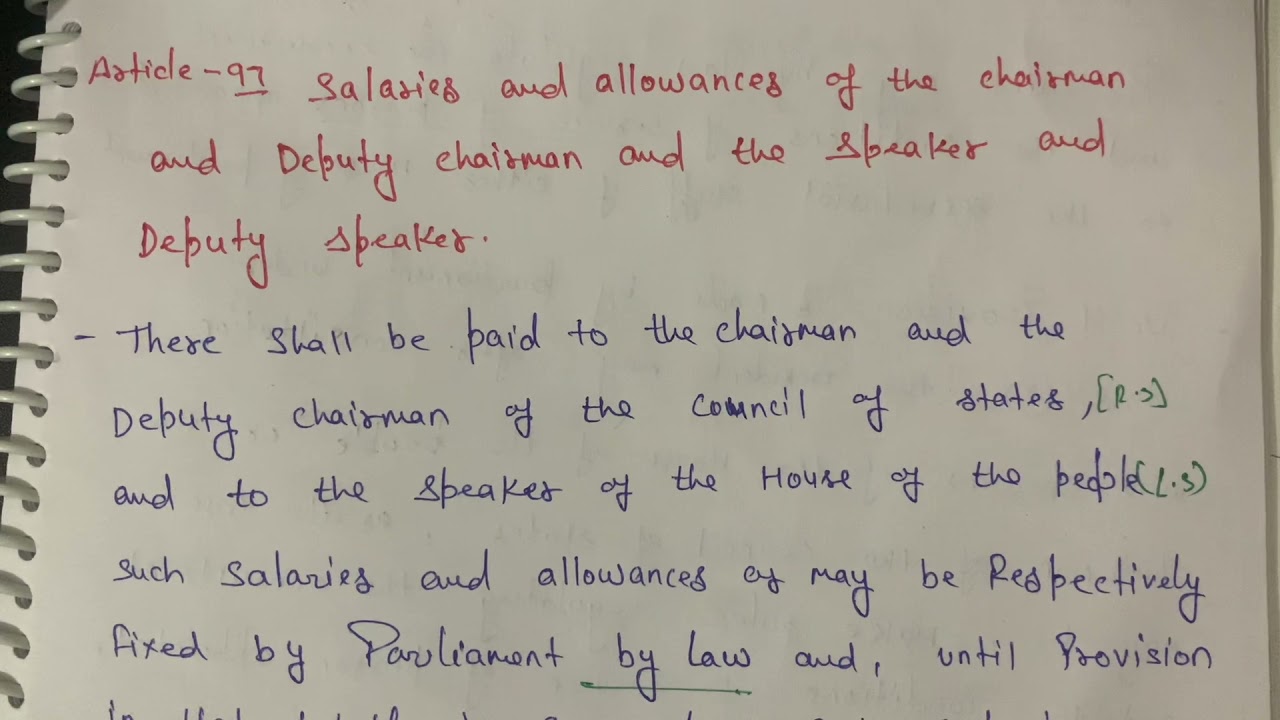 Article - 97 Salaries and allowances of the chairman
and Deputy chairman and the speaker and
Deputy speaker.
- There shall be paid to the chairman and the
Deputy chairman of the council of states, [R.S]
and to the speaker of the House of the people (L.S)
such salaries and allowances as may be Respectively
fixed by Parliament by law and, until Provision
in that